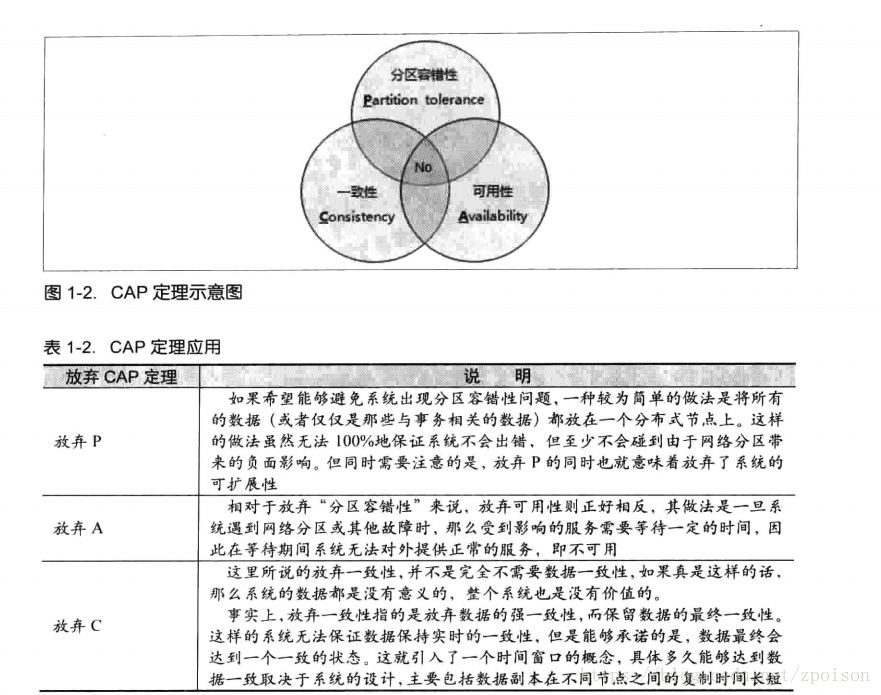 分区容错性
Partition tolerance
No
一致性
Consistency
可用性
Availability
图 1-2. CAP 定理示意图
表 1-2. CAP 定理应用
放弃 CAP 定理
说 明
放弃 P
如果希望能够避免系统出现分区容错性问题，一种较为简单的做法是将所有
的数据（或者仅仅是那些与事务相关的数据）都放在一个分布式节点上。这样
的做法虽然无法 100%地保证系统不会出错，但至少不会碰到由于网络分区带
来的负面影响。但同时需要注意的是，放弃 P 的同时也就意味着放弃了系统的
可扩展性
放弃 A
相对于放弃“分区容错性”来说，放弃可用性则正好相反，其做法是一旦系
统遇到网络分区或其他故障时，那么受到影响的服务需要等待一定的时间，因
此在等待期间系统无法对外提供正常的服务，即不可用
放弃 C
这里所说的放弃一致性，并不是完全不需要数据一致性，如果真是这样的话，
那么系统的数据都是没有意义的，整个系统也是没有价值的。
事实上，放弃一致性指的是放弃数据的强一致性，而保留数据的最终一致性。
这样的系统无法保证数据保持实时的一致性，但是能够承诺的是，数据最终会
达到一个一致的状态。这就引入了一个时间窗口的概念，具体多久能够达到数
据一致取决于系统的设计，主要包括数据副本在不同节点之间的复制时间长短